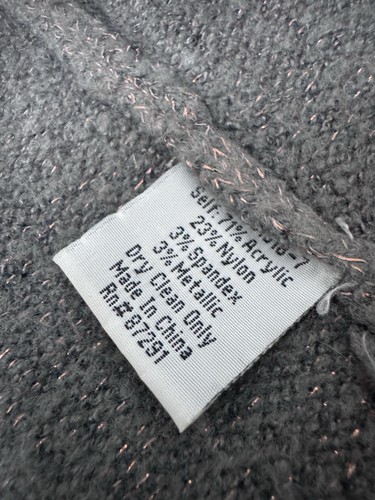 Self: 71% Acrylic
23% Nylon
3% Spandex
3% Metallic
Dry Clean Only
Made In China
Rn# 87291